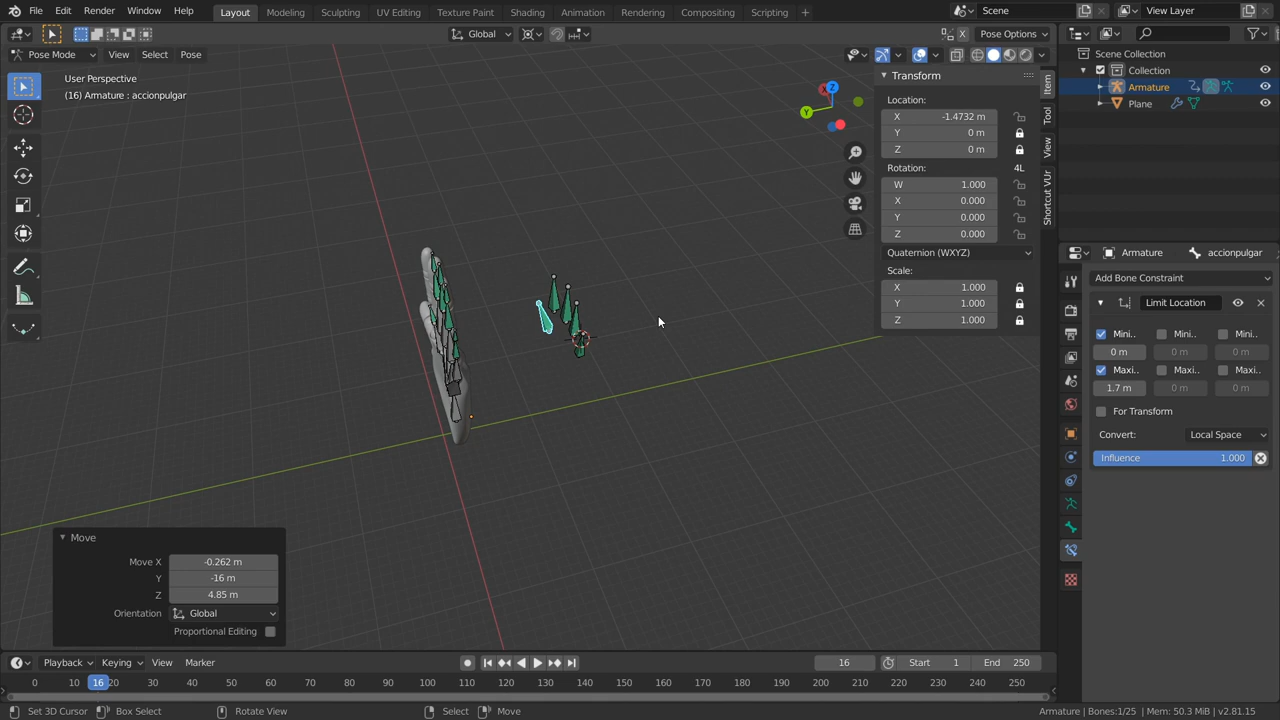 File Edit Render Window Help Layout Modeling Sculpting UV Editing Texture Paint Shading Animation Rendering Compositing Scripting Scene View Layer
Global X Pose Options
Pose Mode View Select Pose
User Perspective
(16) Armature : accionpulgar
Z
X
Y
Transform
Location:
X -1.4732 m
Y 0 m
Z 0 m
Rotation: 4L
W 1.000
X 0.000
Y 0.000
Z 0.000
Quaternion (WXYZ)
Scale:
X 1.000
Y 1.000
Z 1.000
Item
Tool
View
Shortcut VUr
Scene Collection
Collection
Armature
Plane
Armature accionpulgar
Add Bone Constraint
Limit Location
Mini.. Mini.. Mini..
0 m 0 m 0 m
Maxi.. Maxi.. Maxi..
1.7 m 0 m 0 m
For Transform
Convert: Local Space
Influence 1.000
Move
Move X -0.262 m
Y -16 m
Z 4.85 m
Orientation Global
Proportional Editing
Playback Keying View Marker 16 Start 1 End 250
0 10 16 20 30 40 50 60 70 80 90 100 110 120 130 140 150 160 170 180 190 200 210 220 230 240 250
Set 3D Cursor Box Select Rotate View Select Move Armature | Bones:1/25 | Mem: 50.3 MiB | v2.81.15